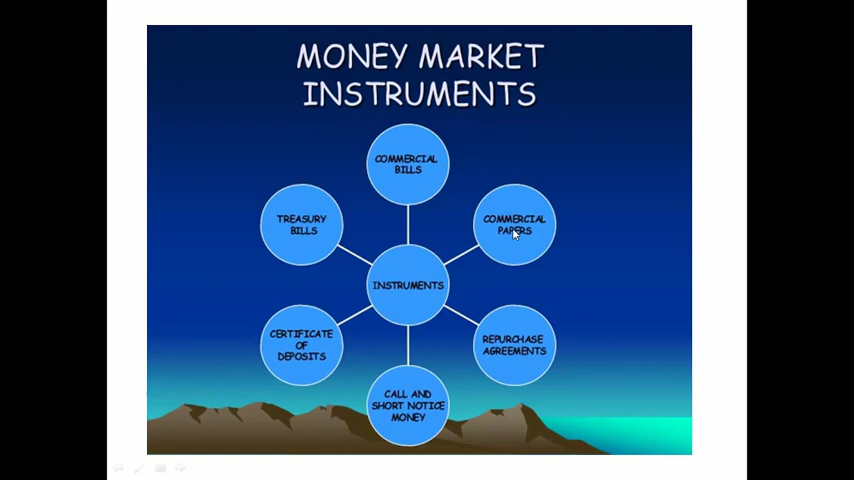 MONEY MARKET
INSTRUMENTS
COMMERCIAL
BILLS
COMMERCIAL
PAPERS
REPURCHASE
AGREEMENTS
CALL AND
SHORT NOTICE
MONEY
CERTIFICATE
OF
DEPOSITS
TREASURY
BILLS
INSTRUMENTS